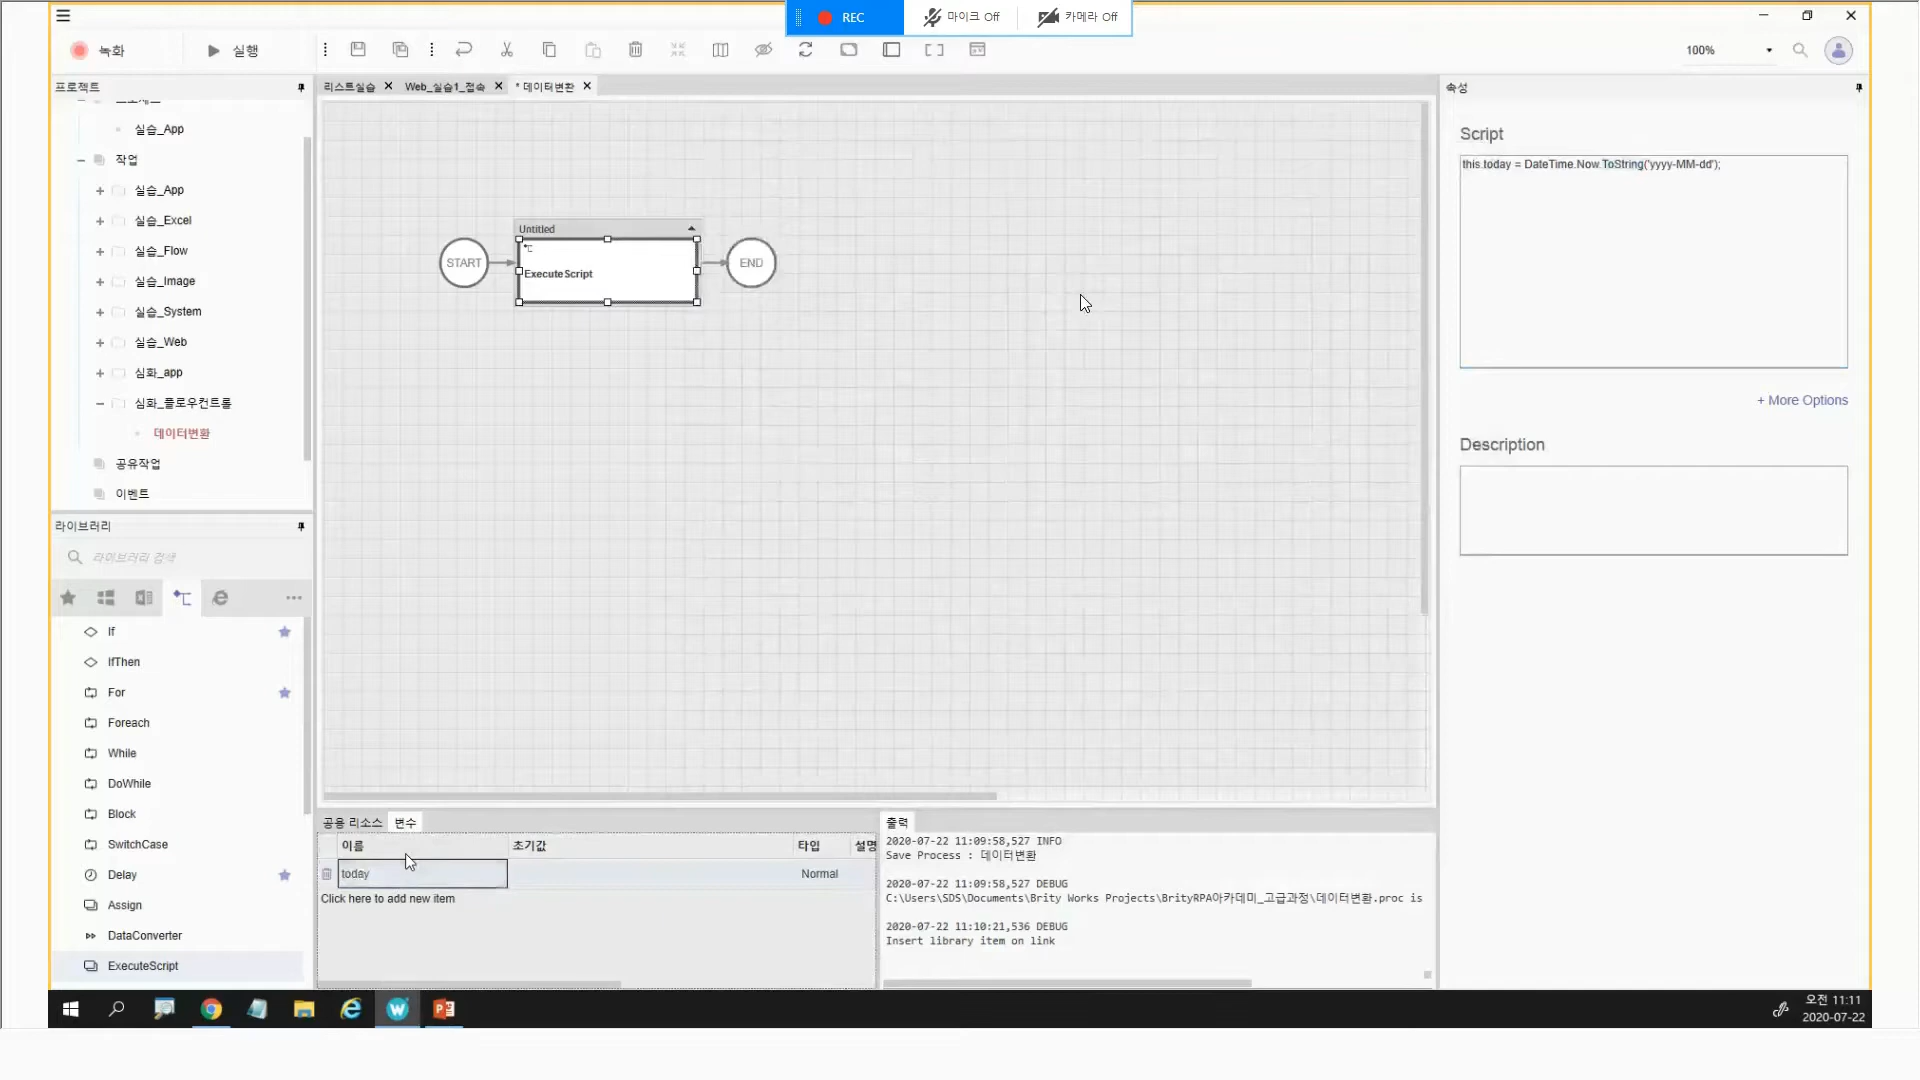 REC
마이크 Off
카메라 Off
녹화
실행
100%
프로젝트
리스트실습
Web_실습1_접속
* 데이터변환
속성
실습_App
작업
실습_App
실습_Excel
실습_Flow
실습_Image
실습_System
실습_Web
심화_app
심화_플로우컨트롤
데이터변환
공유작업
이벤트
라이브러리
라이브러리 검색
If
IfThen
For
Foreach
While
DoWhile
Block
SwitchCase
Delay
Assign
DataConverter
ExecuteScript
START
Untitled
ExecuteScript
END
Script
this.today = DateTime.Now.ToString('yyyy-MM-dd');
+ More Options
Description
공용 리소스
변수
이름
초기값
타입
설명
today
Normal
Click here to add new item
출력
2020-07-22 11:09:58,527 INFO
Save Process : 데이터변환
2020-07-22 11:09:58,527 DEBUG
C:\Users\SDS\Documents\Brity Works Projects\BrityRPA아카데미_고급과정\데이터변환.proc is
2020-07-22 11:10:21,536 DEBUG
Insert library item on link
오전 11:11
2020-07-22